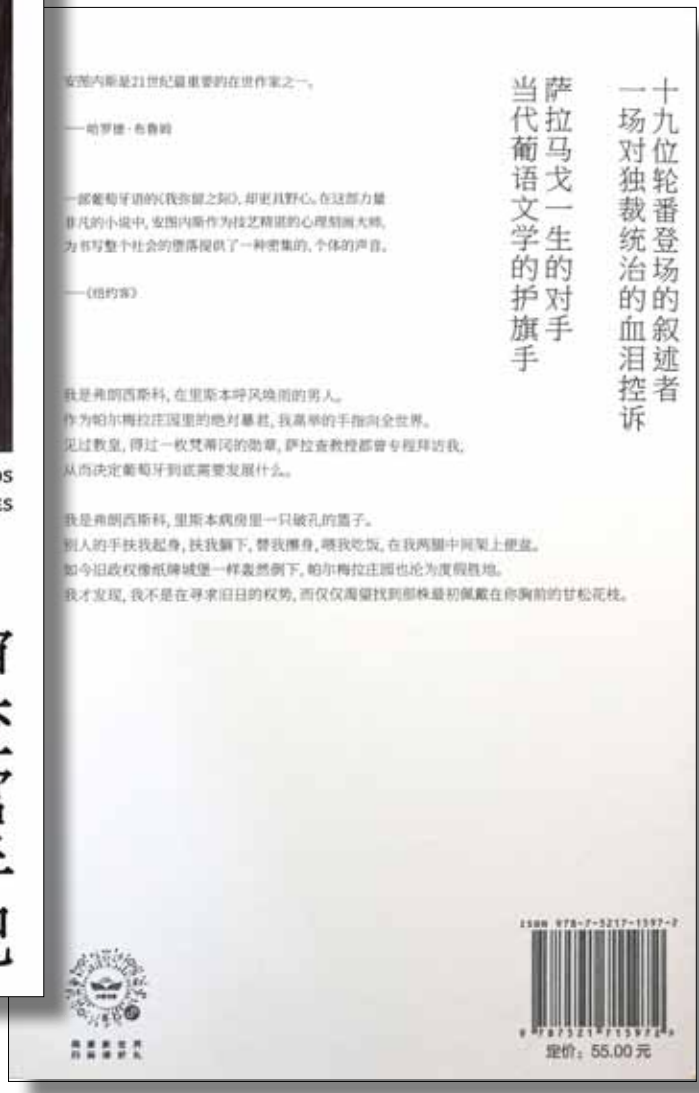 十九位轮番登场的叙述者
一场对独裁统治的血泪控诉
萨拉马戈一生的对手
当代葡语文学的护旗手
安图内斯是21世纪最重要的在世作家之一。
——哈罗德·布鲁姆
一部葡萄牙语的《我弥留之际》, 却更具野心。在这部力量
非凡的小说中, 安图内斯作为技艺精湛的心理刻画大师,
为书写整个社会的堕落提供了一种密集的、个体的声音。
——《纽约客》
我是弗朗西斯科, 在里斯本呼风唤雨的男人。
作为帕尔梅拉庄园里的绝对暴君, 我高举的手指向全世界。
见过教皇, 得过一枚梵蒂冈的勋章, 萨拉查教授都曾专程拜访我,
从而决定葡萄牙到底需要发展什么。
我是弗朗西斯科, 里斯本病房里一只破孔的篮子。
别人的手扶我起身, 扶我躺下, 替我擦身, 喂我吃饭, 在我两腿中间架上便盆。
如今旧政权像纸牌城堡一样轰然倒下, 帕尔梅拉庄园也沦为度假胜地。
我才发现, 我不是在寻求旧日的权势, 而仅仅渴望找到那株最初佩戴在你胸前的甘松花枝。
OS
ES
ISBN 978-7-5217-1597-2
9 787521 715972 >
定价：55.00元